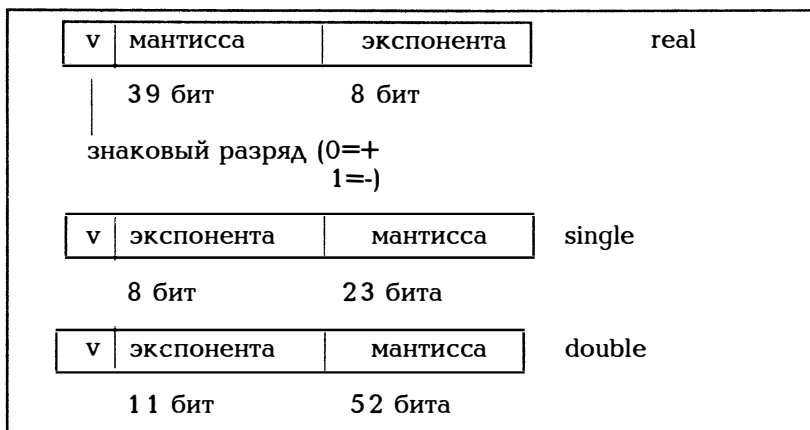 v мантисса экспонента real
39 бит 8 бит
знаковый разряд (0=+
1=-)
v экспонента мантисса single
8 бит 23 бита
v экспонента мантисса double
11 бит 52 бита